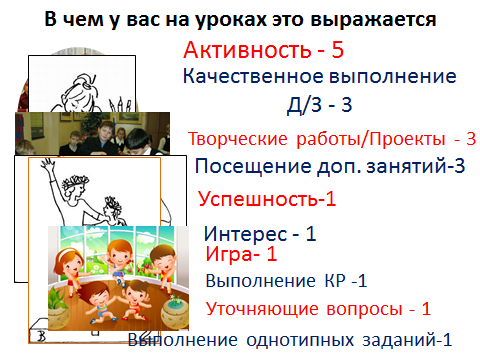 В чем у вас на уроках это выражается
Активность - 5
Качественное выполнение
Д/З - 3
Творческие работы/Проекты - 3
Посещение доп. занятий-3
Успешность-1
Интерес - 1
Игра- 1
Выполнение КР -1
Уточняющие вопросы - 1
Выполнение однотипных заданий-1
В